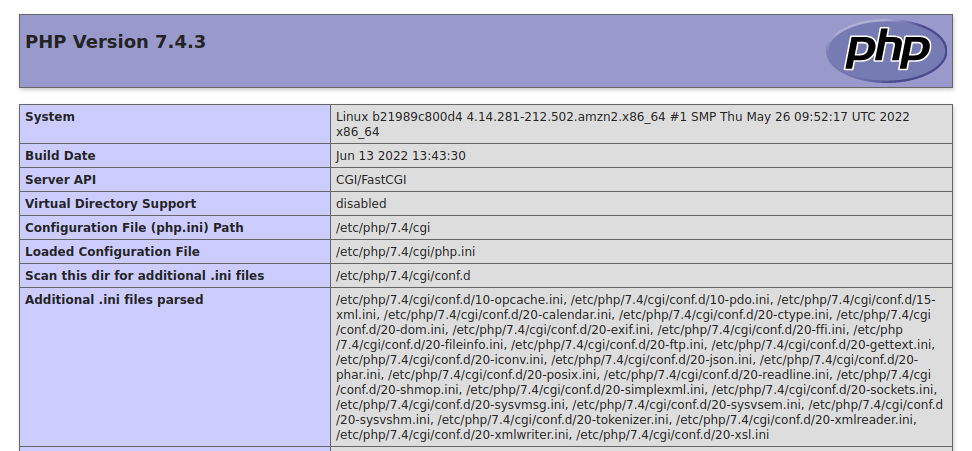 PHP Version 7.4.3
php
System
Linux b21989c800d4 4.14.281-212.502.amzn2.x86_64 #1 SMP Thu May 26 09:52:17 UTC 2022
x86_64
Build Date
Jun 13 2022 13:43:30
Server API
CGI/FastCGI
Virtual Directory Support
disabled
Configuration File (php.ini) Path
/etc/php/7.4/cgi
Loaded Configuration File
/etc/php/7.4/cgi/php.ini
Scan this dir for additional .ini files
/etc/php/7.4/cgi/conf.d
Additional .ini files parsed
/etc/php/7.4/cgi/conf.d/10-opcache.ini, /etc/php/7.4/cgi/conf.d/10-pdo.ini, /etc/php/7.4/cgi/conf.d/15-
xml.ini, /etc/php/7.4/cgi/conf.d/20-calendar.ini, /etc/php/7.4/cgi/conf.d/20-ctype.ini, /etc/php/7.4/cgi
/conf.d/20-dom.ini, /etc/php/7.4/cgi/conf.d/20-exif.ini, /etc/php/7.4/cgi/conf.d/20-ffi.ini, /etc/php
/7.4/cgi/conf.d/20-fileinfo.ini, /etc/php/7.4/cgi/conf.d/20-ftp.ini, /etc/php/7.4/cgi/conf.d/20-gettext.ini,
/etc/php/7.4/cgi/conf.d/20-iconv.ini, /etc/php/7.4/cgi/conf.d/20-json.ini, /etc/php/7.4/cgi/conf.d/20-
phar.ini, /etc/php/7.4/cgi/conf.d/20-posix.ini, /etc/php/7.4/cgi/conf.d/20-readline.ini, /etc/php/7.4/cgi
/conf.d/20-shmop.ini, /etc/php/7.4/cgi/conf.d/20-simplexml.ini, /etc/php/7.4/cgi/conf.d/20-sockets.ini,
/etc/php/7.4/cgi/conf.d/20-sysvmsg.ini, /etc/php/7.4/cgi/conf.d/20-sysvsem.ini, /etc/php/7.4/cgi/conf.d
/20-sysvshm.ini, /etc/php/7.4/cgi/conf.d/20-tokenizer.ini, /etc/php/7.4/cgi/conf.d/20-xmlreader.ini,
/etc/php/7.4/cgi/conf.d/20-xmlwriter.ini, /etc/php/7.4/cgi/conf.d/20-xsl.ini